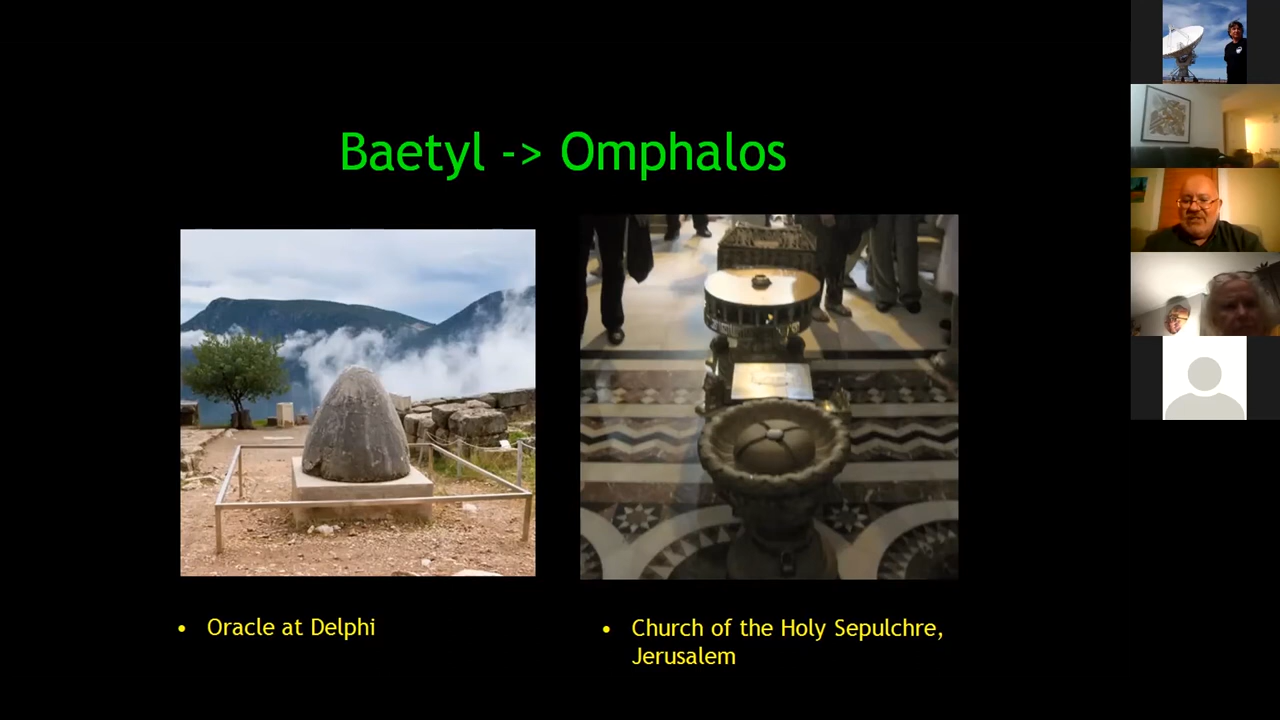 Baetyl -> Omphalos
• Oracle at Delphi
• Church of the Holy Sepulchre,
Jerusalem